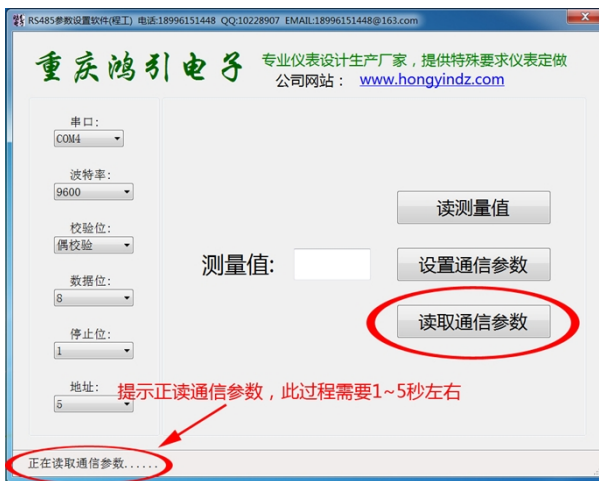 RS485参数设置软件(程工) 电话:18996151448 QQ:10228907 EMAIL:18996151448@163.com
重庆鸿引电子
专业仪表设计生产厂家，提供特殊要求仪表定做
公司网站： www.hongyindz.com
串口:
COM4
波特率:
9600
校验位:
偶校验
数据位:
8
停止位:
1
地址:
5
测量值:
读测量值
设置通信参数
读取通信参数
提示正读通信参数，此过程需要1~5秒左右
正在读取通信参数......